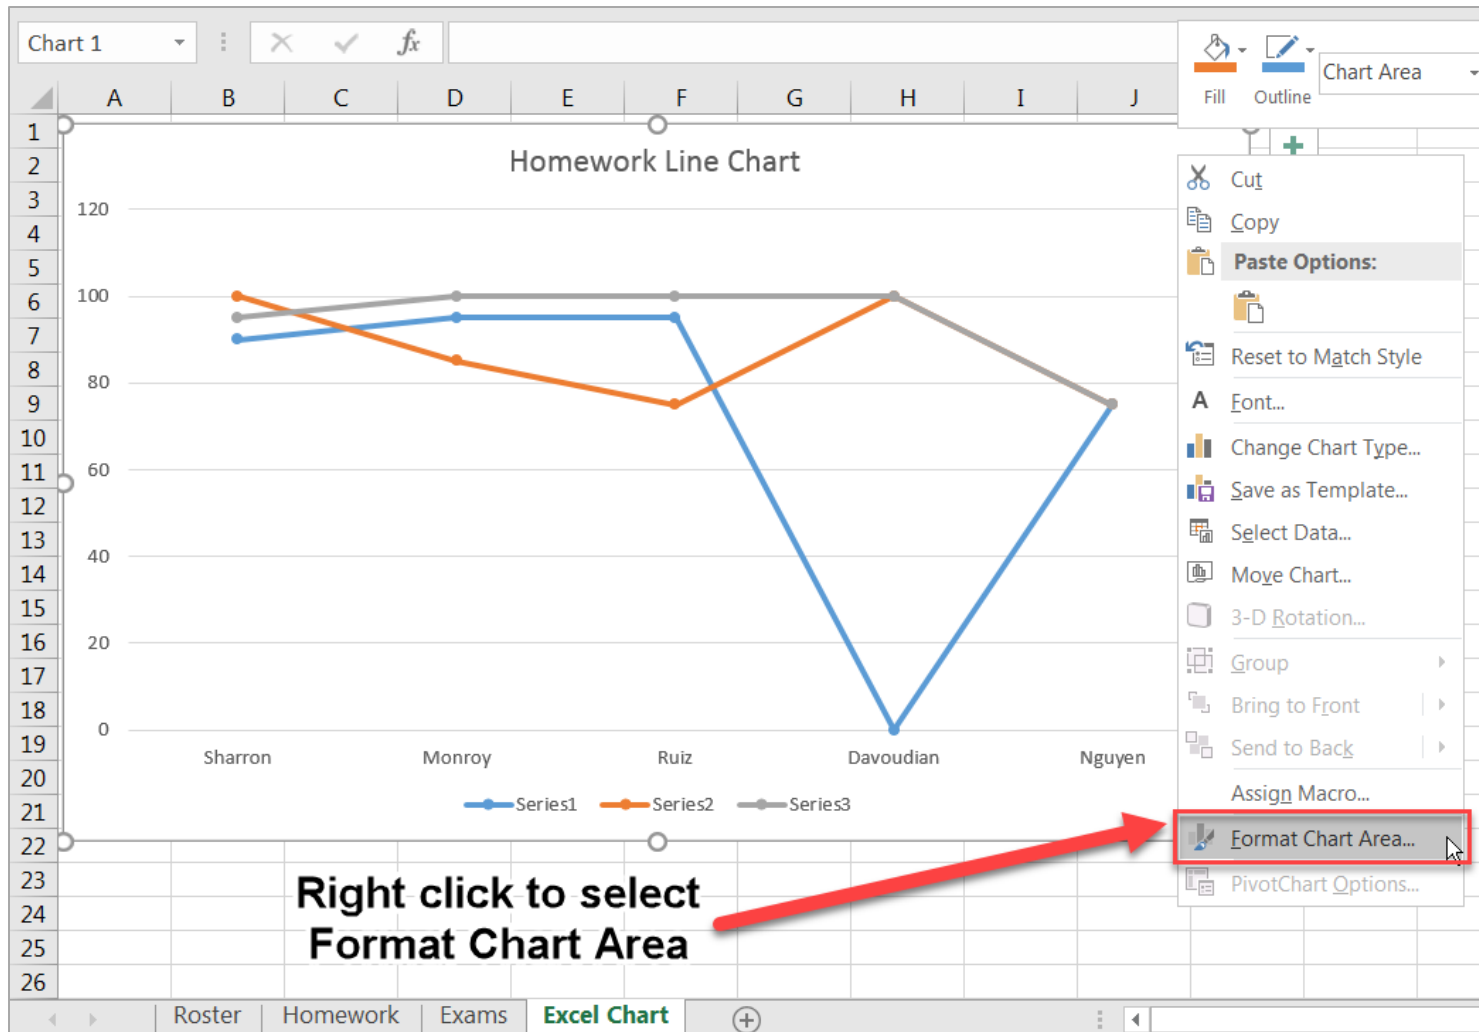 Chart 1
fx
Fill
Outline
Chart Area
A B C D E F G H I J
1
2
3
4
5
6
7
8
9
10
11
12
13
14
15
16
17
18
19
20
21
22
23
24
25
26
Homework Line Chart
120
100
80
60
40
20
0
Sharron Monroy Ruiz Davoudian Nguyen
Series1 Series2 Series3
Cut
Copy
Paste Options:
Reset to Match Style
A Font...
Change Chart Type...
Save as Template...
Select Data...
Move Chart...
3-D Rotation...
Group
Bring to Front
Send to Back
Assign Macro...
Format Chart Area...
PivotChart Options...
Right click to select
Format Chart Area
Roster Homework Exams Excel Chart